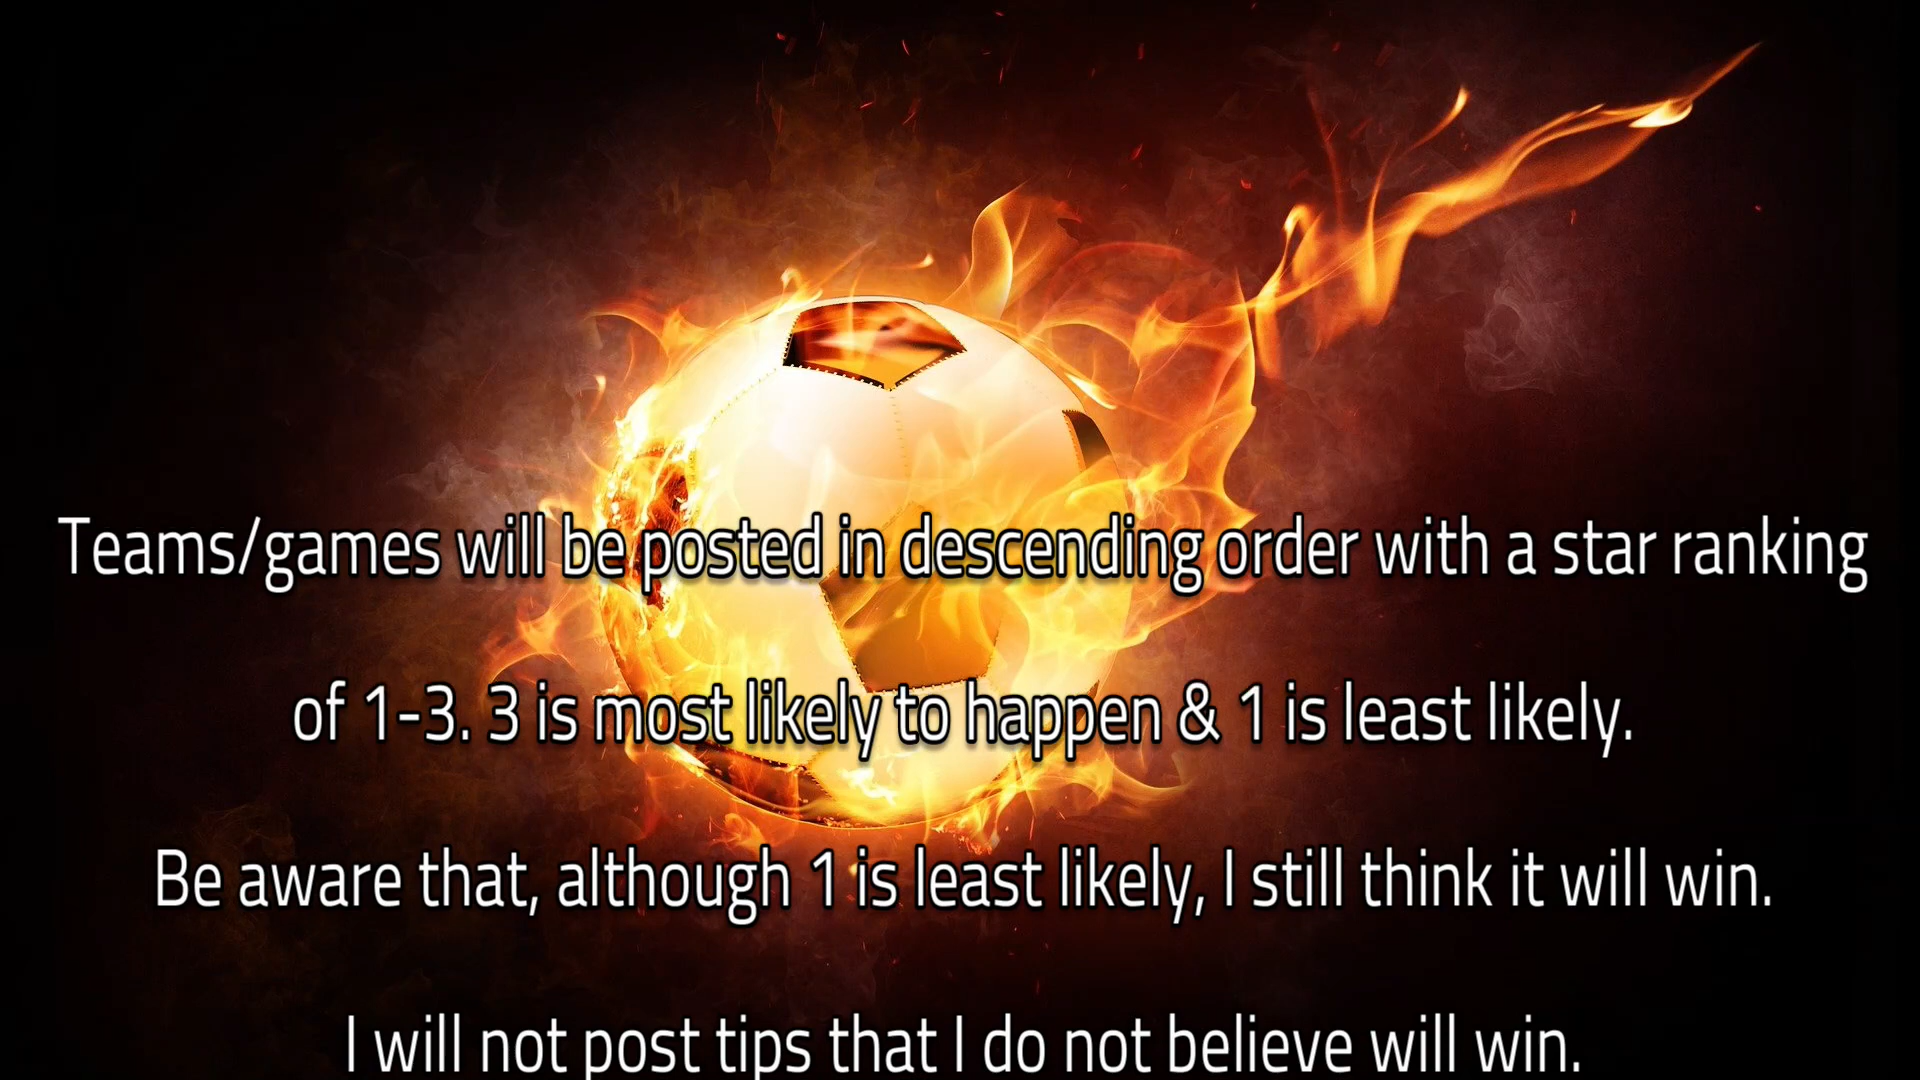 Teams/games will be posted in descending order with a star ranking
of 1-3. 3 is most likely to happen & 1 is least likely.
Be aware that, although 1 is least likely, I still think it will win.
I will not post tips that I do not believe will win.